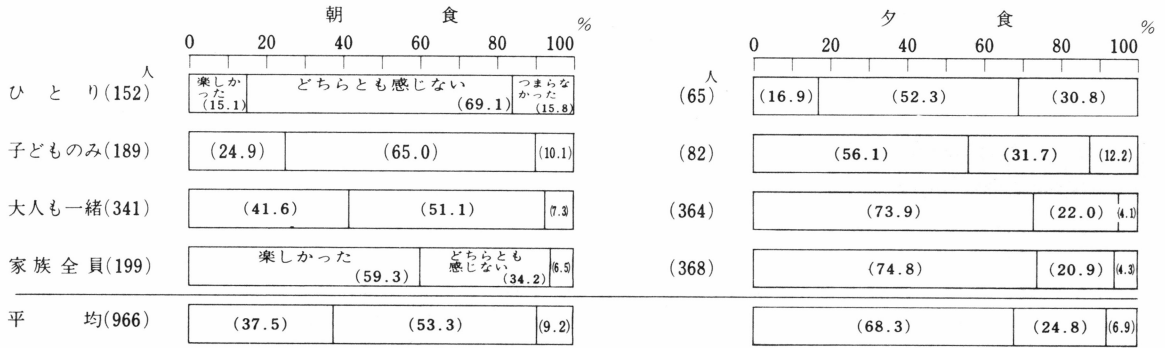 朝食 夕食
% %
0 20 40 60 80 100 0 20 40 60 80 100
人 人
ひとり(152) 楽しかった(15.1) どちらとも感じない(69.1) つまらなかった(15.8) (65) (16.9) (52.3) (30.8)
子どものみ(189) (24.9) (65.0) (10.1) (82) (56.1) (31.7) (12.2)
大人も一緒(341) (41.6) (51.1) (7.3) (364) (73.9) (22.0) (4.1)
家族全員(199) 楽しかった(59.3) どちらとも感じない(34.2) (6.5) (368) (74.8) (20.9) (4.3)
平均(966) (37.5) (53.3) (9.2) (68.3) (24.8) (6.9)